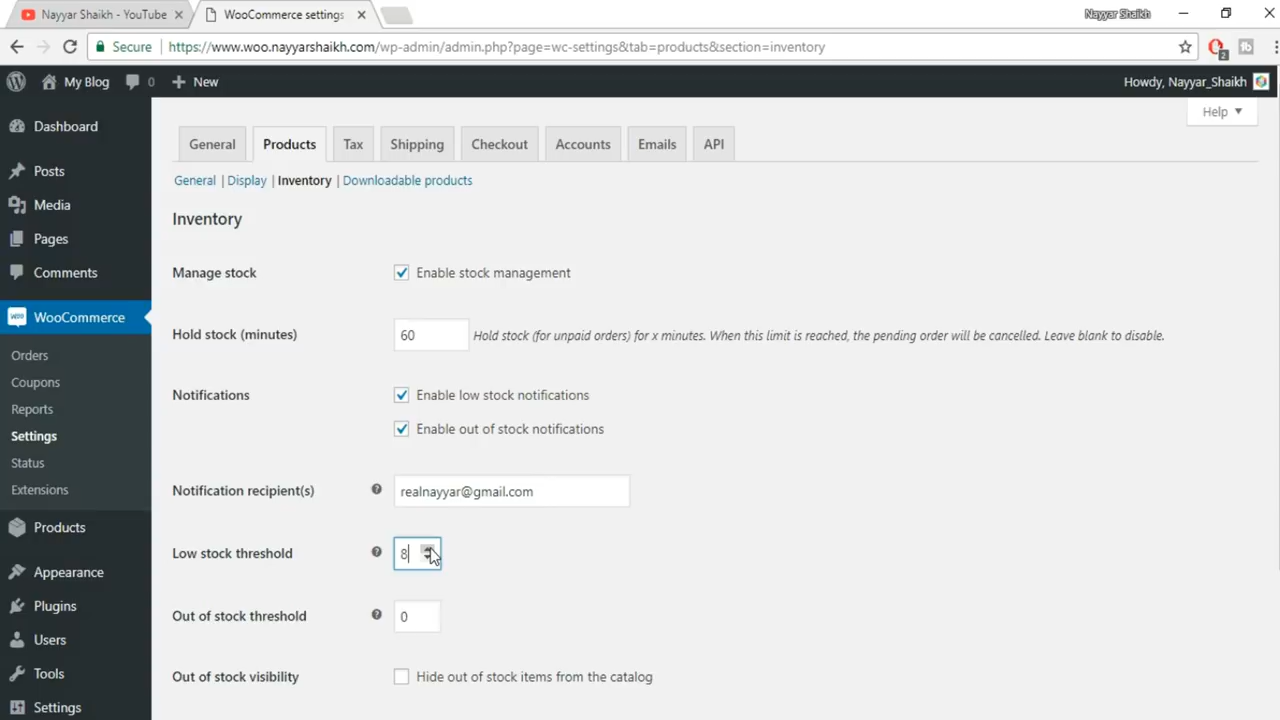 Nayyar Shaikh - YouTube
WooCommerce settings
Nayyar Shaikh
Secure
https://www.woo.nayyarshaikh.com/wp-admin/admin.php?page=wc-settings&tab=products&section=inventory
2
My Blog
0
New
Howdy, Nayyar_Shaikh
Help
Dashboard
Posts
Media
Pages
Comments
WooCommerce
Orders
Coupons
Reports
Settings
Status
Extensions
Products
Appearance
Plugins
Users
Tools
Settings
General Products Tax Shipping Checkout Accounts Emails API
General | Display | Inventory | Downloadable products
Inventory
Manage stock Enable stock management
Hold stock (minutes) 60 Hold stock (for unpaid orders) for x minutes. When this limit is reached, the pending order will be cancelled. Leave blank to disable.
Notifications Enable low stock notifications
Enable out of stock notifications
Notification recipient(s) ? realnayyar@gmail.com
Low stock threshold ? 8
Out of stock threshold ? 0
Out of stock visibility Hide out of stock items from the catalog